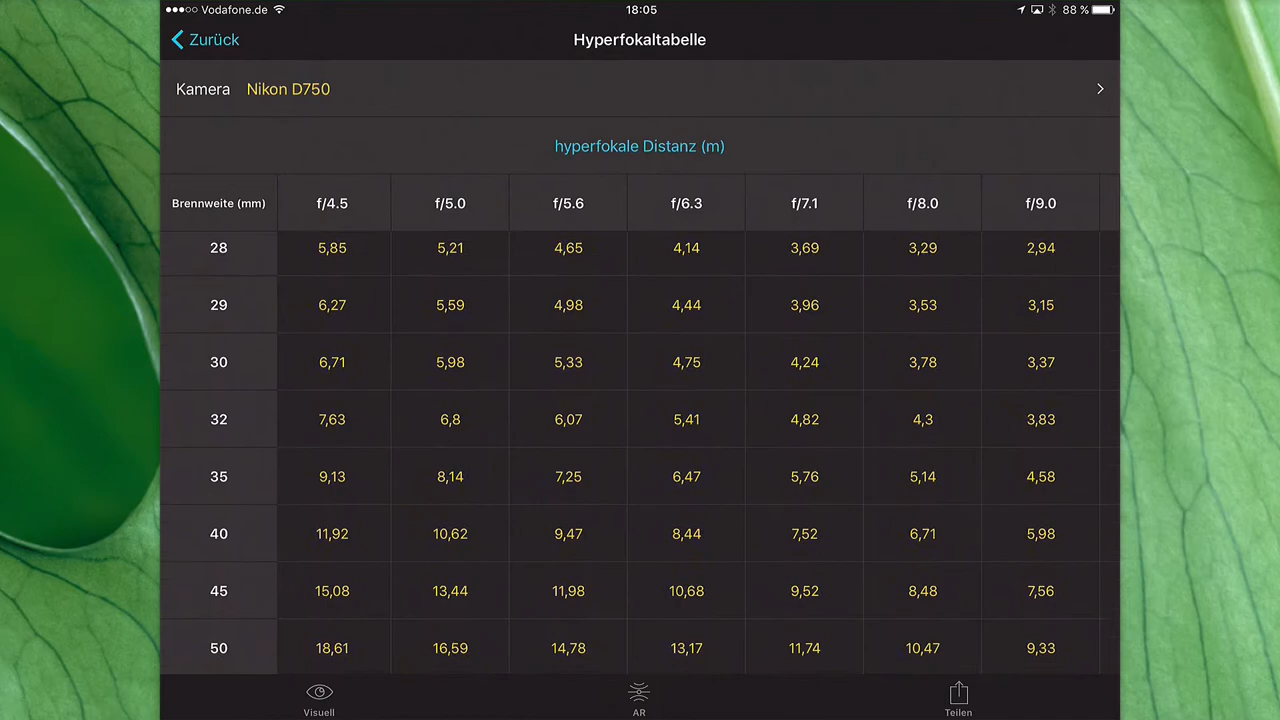 Vodafone.de 18:05 88 %
Zurück Hyperfokaltabelle
Kamera Nikon D750
hyperfokale Distanz (m)
Brennweite (mm) f/4.5 f/5.0 f/5.6 f/6.3 f/7.1 f/8.0 f/9.0
28 5,85 5,21 4,65 4,14 3,69 3,29 2,94
29 6,27 5,59 4,98 4,44 3,96 3,53 3,15
30 6,71 5,98 5,33 4,75 4,24 3,78 3,37
32 7,63 6,8 6,07 5,41 4,82 4,3 3,83
35 9,13 8,14 7,25 6,47 5,76 5,14 4,58
40 11,92 10,62 9,47 8,44 7,52 6,71 5,98
45 15,08 13,44 11,98 10,68 9,52 8,48 7,56
50 18,61 16,59 14,78 13,17 11,74 10,47 9,33
Visuell AR Teilen